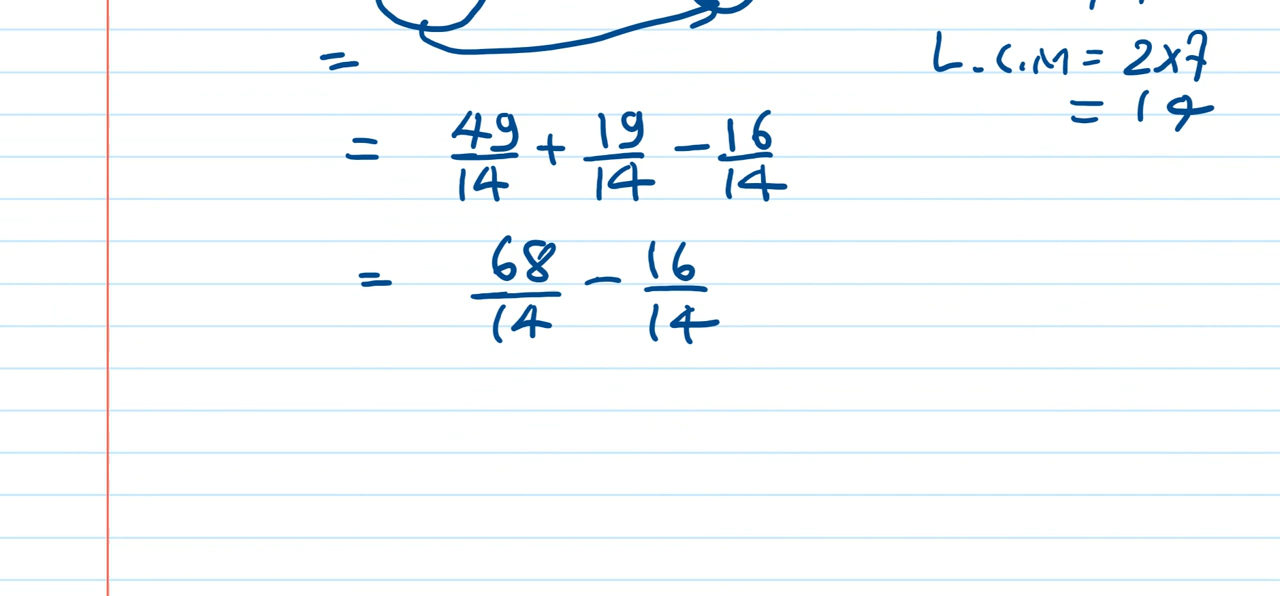 L.C.M = 2x7
=
= 14
= 49/14 + 19/14 - 16/14
= 68/14 - 16/14